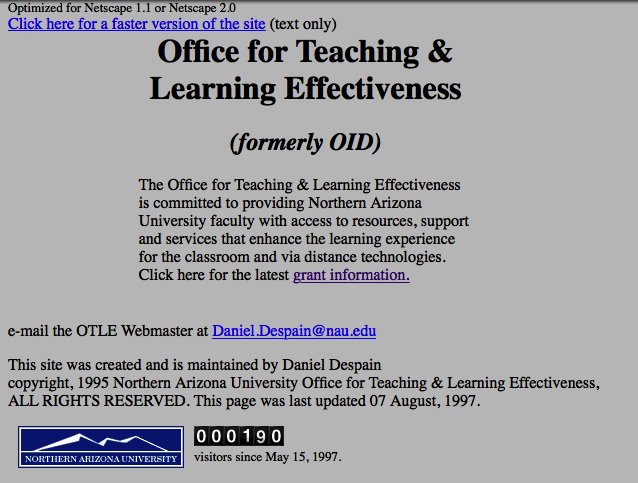 Optimized for Netscape 1.1 or Netscape 2.0
Click here for a faster version of the site (text only)
Office for Teaching &
Learning Effectiveness
(formerly OID)
The Office for Teaching & Learning Effectiveness
is committed to providing Northern Arizona
University faculty with access to resources, support
and services that enhance the learning experience
for the classroom and via distance technologies.
Click here for the latest grant information.
e-mail the OTLE Webmaster at Daniel.Despain@nau.edu
This site was created and is maintained by Daniel Despain
copyright, 1995 Northern Arizona University Office for Teaching & Learning Effectiveness,
ALL RIGHTS RESERVED. This page was last updated 07 August, 1997.
000190
NORTHERN ARIZONA UNIVERSITY
visitors since May 15, 1997.